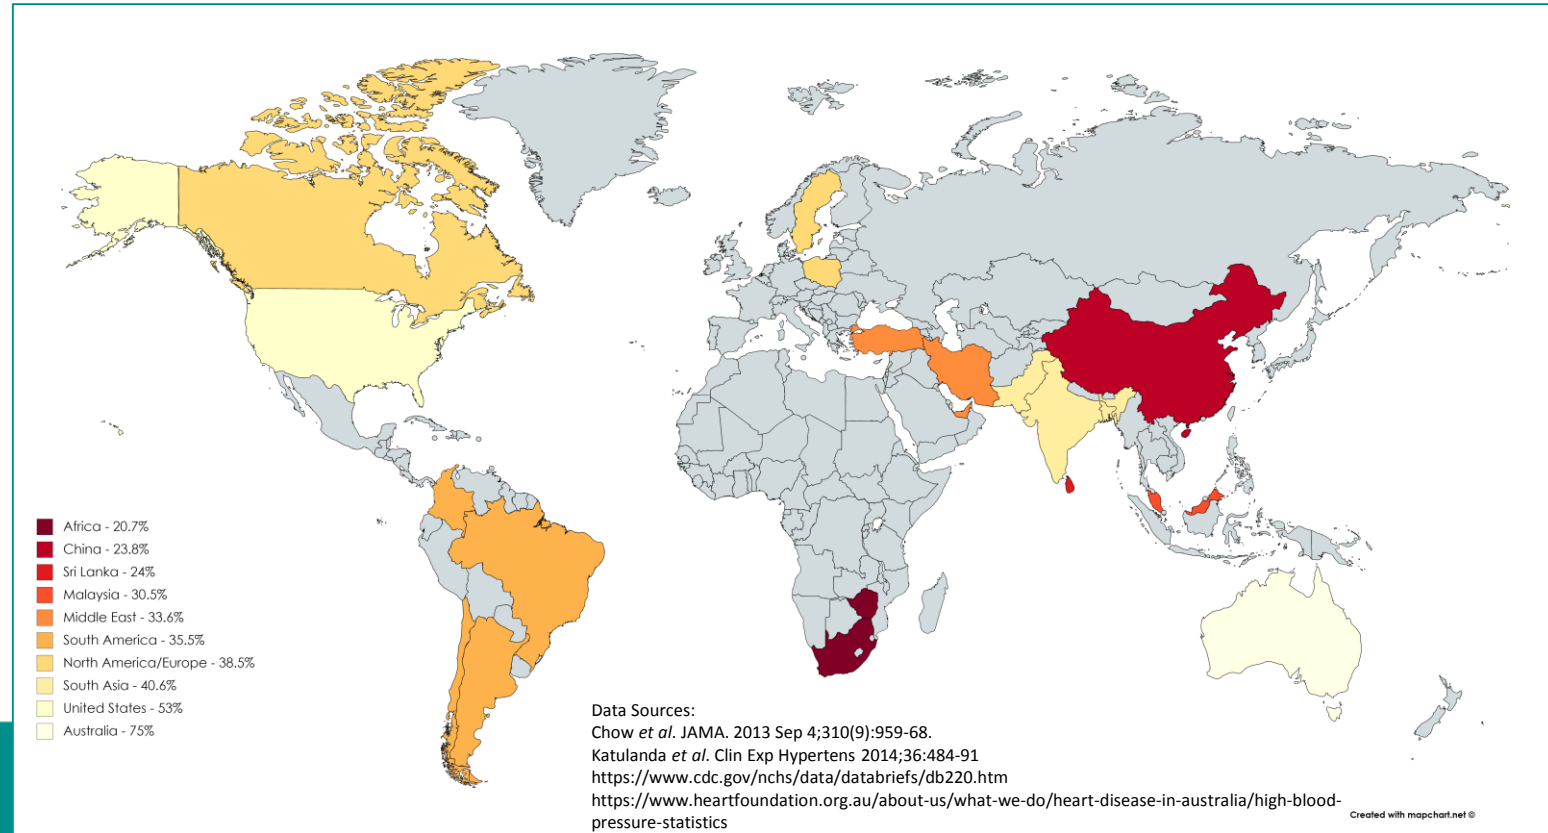 Africa - 20.7%
China - 23.8%
Sri Lanka - 24%
Malaysia - 30.5%
Middle East - 33.6%
South America - 35.5%
North America/Europe - 38.5%
South Asia - 40.6%
United States - 53%
Australia - 75%
Data Sources:
Chow et al. JAMA. 2013 Sep 4;310(9):959-68.
Katulanda et al. Clin Exp Hypertens 2014;36:484-91
https://www.cdc.gov/nchs/data/databriefs/db220.htm
https://www.heartfoundation.org.au/about-us/what-we-do/heart-disease-in-australia/high-blood-
pressure-statistics
Created with mapchart.net ©